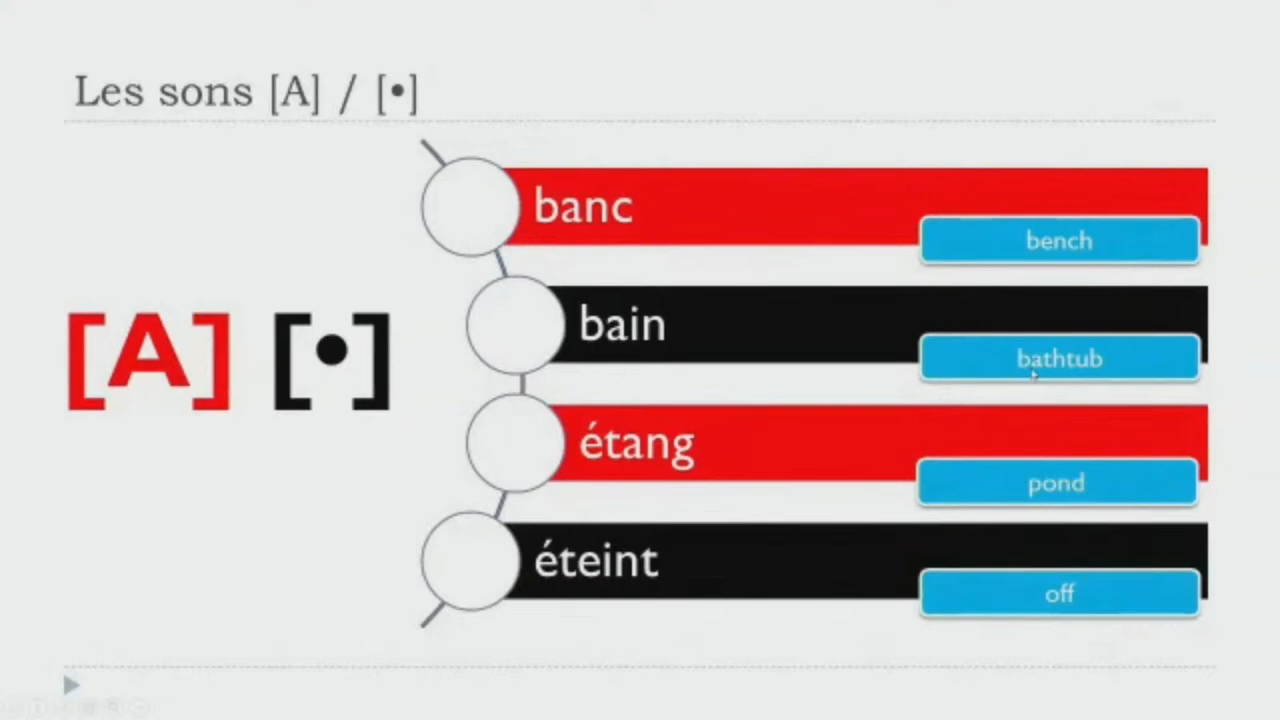 Les sons [A] / [•]
[A] [•]
banc
bench
bain
bathtub
étang
pond
éteint
off